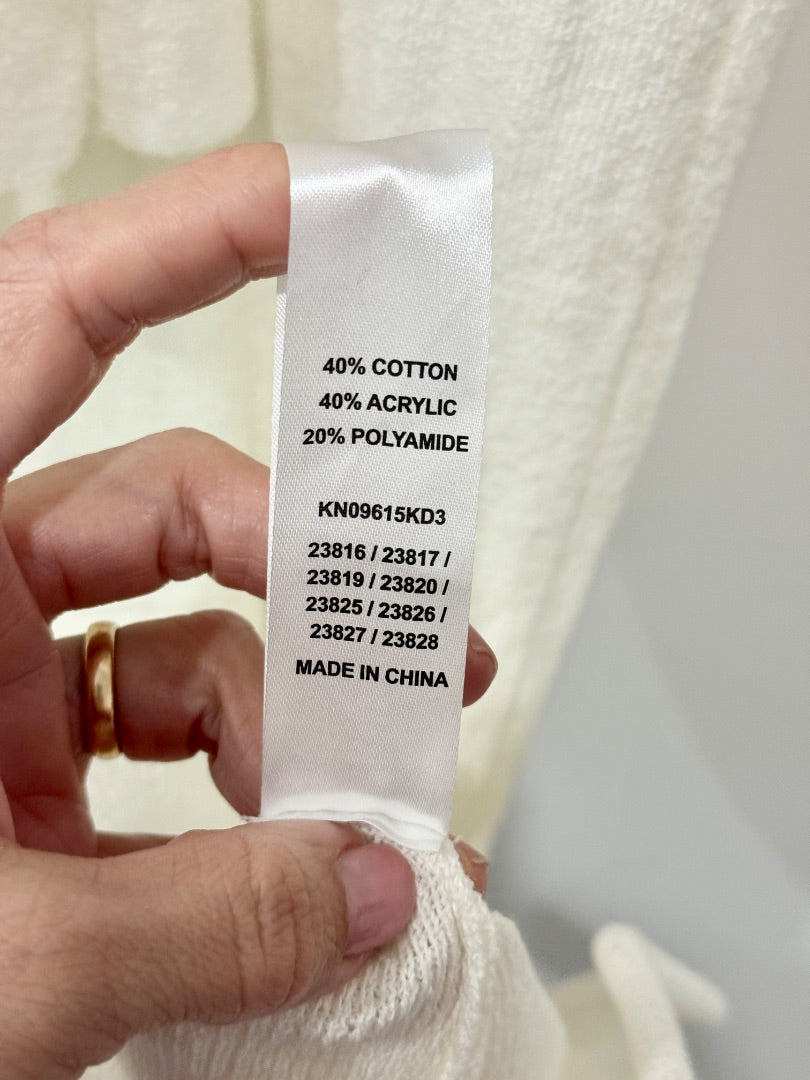 40% COTTON
40% ACRYLIC
20% POLYAMIDE
KN09615KD3
23816 / 23817 /
23819 / 23820 /
23825 / 23826 /
23827 / 23828
MADE IN CHINA